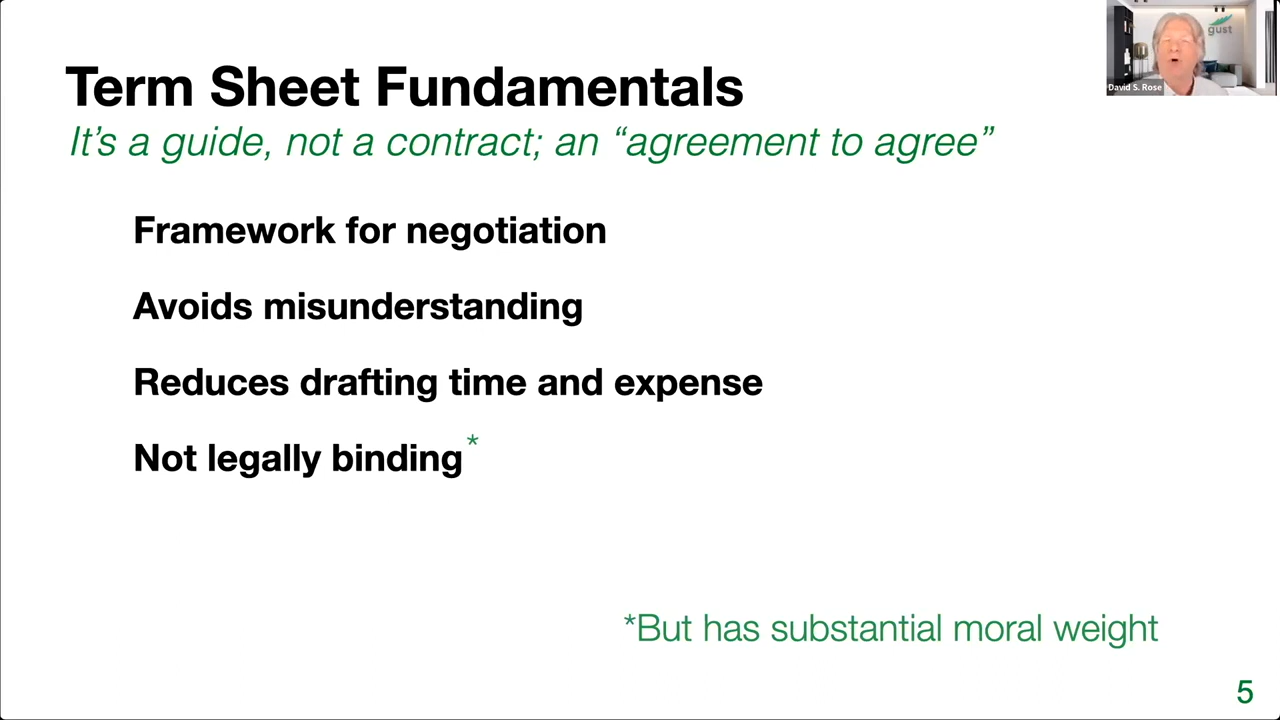 gust
David S. Rose
Term Sheet Fundamentals
It's a guide, not a contract; an “agreement to agree”
Framework for negotiation
Avoids misunderstanding
Reduces drafting time and expense
Not legally binding*
*But has substantial moral weight
5